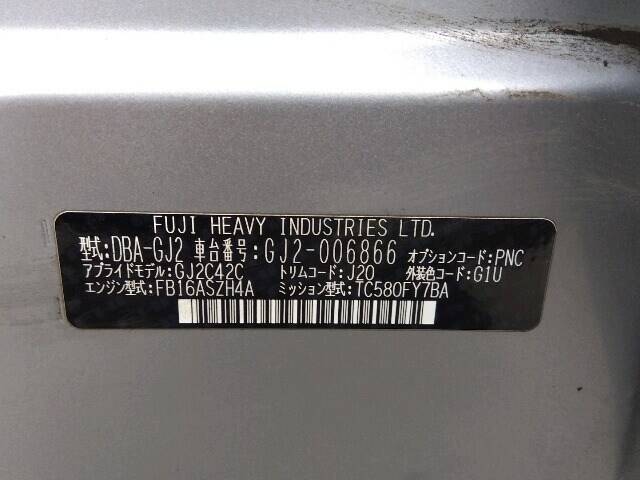 FUJI HEAVY INDUSTRIES LTD.
型式:DBA-GJ2 車台番号:GJ2-006866 オプションコード:PNC
アプライドモデル:GJ2C42C トリムコード:J20 外装色コード:G1U
エンジン型式:FB16ASZH4A ミッション型式:TC580FY7BA